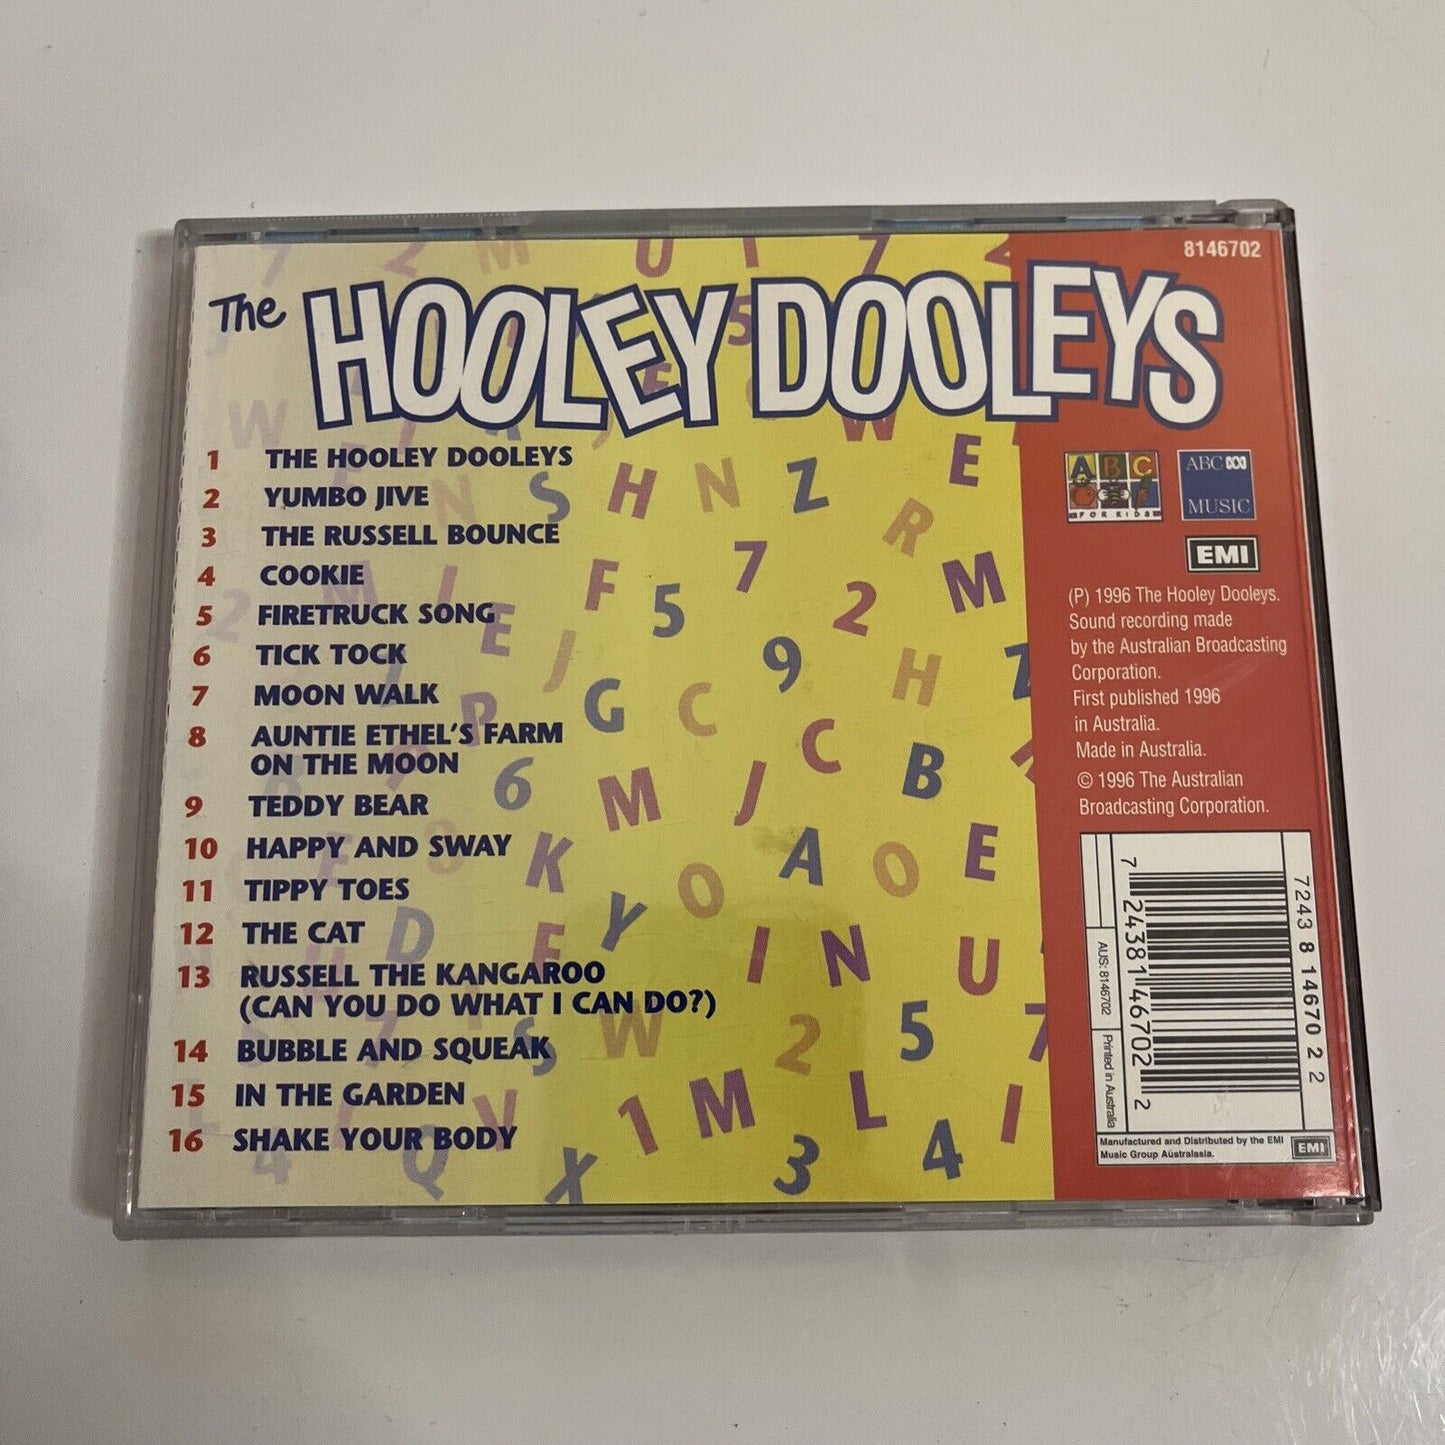 8146702
The HOOLEY DOOLEYS
1 THE HOOLEY DOOLEYS
2 YUMBO JIVE
3 THE RUSSELL BOUNCE
4 COOKIE
5 FIRETRUCK SONG
6 TICK TOCK
7 MOON WALK
8 AUNTIE ETHEL'S FARM
ON THE MOON
9 TEDDY BEAR
10 HAPPY AND SWAY
11 TIPPY TOES
12 THE CAT
13 RUSSELL THE KANGAROO
(CAN YOU DO WHAT I CAN DO?)
14 BUBBLE AND SQUEAK
15 IN THE GARDEN
16 SHAKE YOUR BODY
ABC
FOR KIDS
ABC
MUSIC
EMI
(P) 1996 The Hooley Dooleys.
Sound recording made
by the Australian Broadcasting
Corporation.
First published 1996
in Australia.
Made in Australia.
© 1996 The Australian
Broadcasting Corporation.
7243 8 14670 2 2
7 24381 46702 2
AUS: 8146702
Printed in Australia
Manufactured and Distributed by the EMI
Music Group Australasia.
EMI